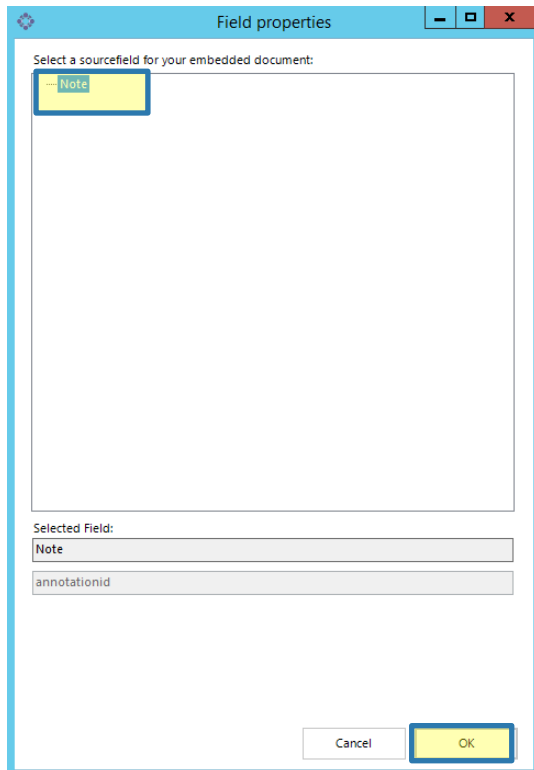 Field properties
Select a sourcefield for your embedded document:
Note
Selected Field:
Note
annotationid
Cancel
OK